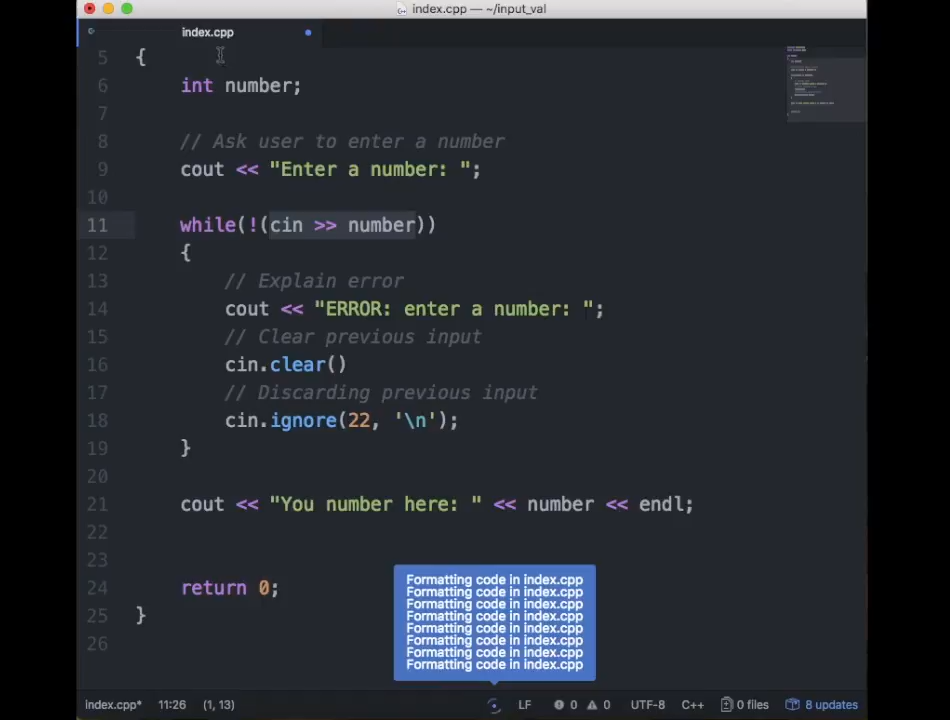 index.cpp — ~/input_val
index.cpp
5 {
6 int number;
7
8 // Ask user to enter a number
9 cout << "Enter a number: ";
10
11 while(!(cin >> number))
12 {
13 // Explain error
14 cout << "ERROR: enter a number: ";
15 // Clear previous input
16 cin.clear()
17 // Discarding previous input
18 cin.ignore(22, '\n');
19 }
20
21 cout << "You number here: " << number << endl;
22
23
24 return 0;
25 }
26
Formatting code in index.cpp
Formatting code in index.cpp
Formatting code in index.cpp
Formatting code in index.cpp
Formatting code in index.cpp
Formatting code in index.cpp
Formatting code in index.cpp
Formatting code in index.cpp
index.cpp* 11:26 (1, 13) LF 0 0 UTF-8 C++ 0 files 8 updates